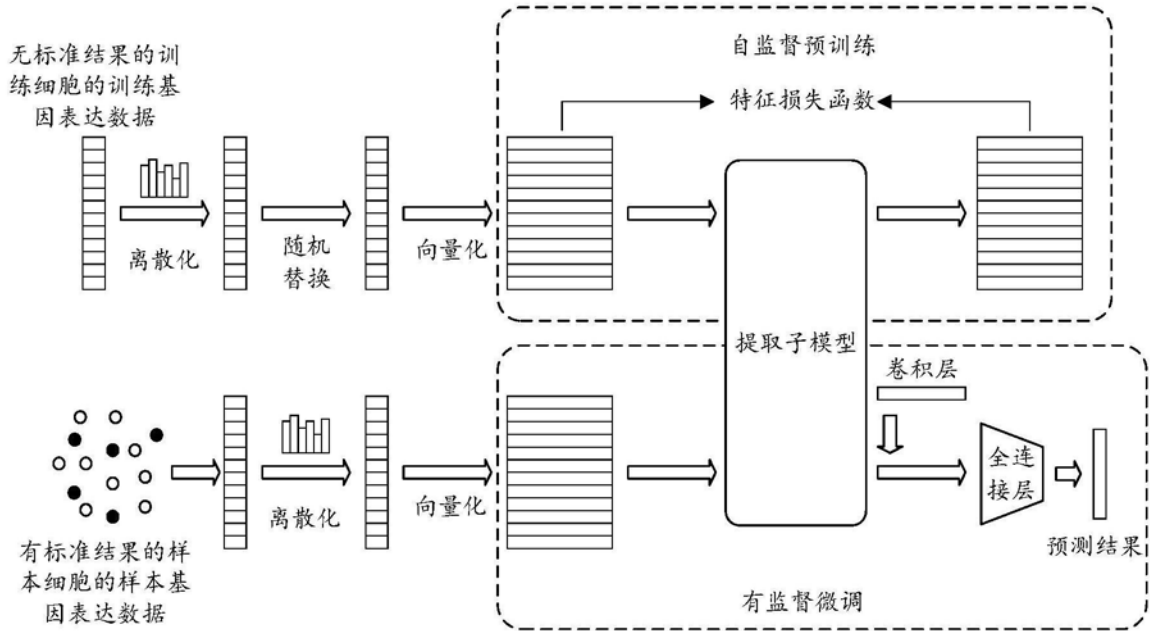 无标准结果的训
练细胞的训练基
因表达数据
自监督预训练
特征损失函数
离散化
随机
替换
向量化
提取子模型
卷积层
全连
接层
离散化
向量化
预测结果
有标准结果的样
本细胞的样本基
因表达数据
有监督微调